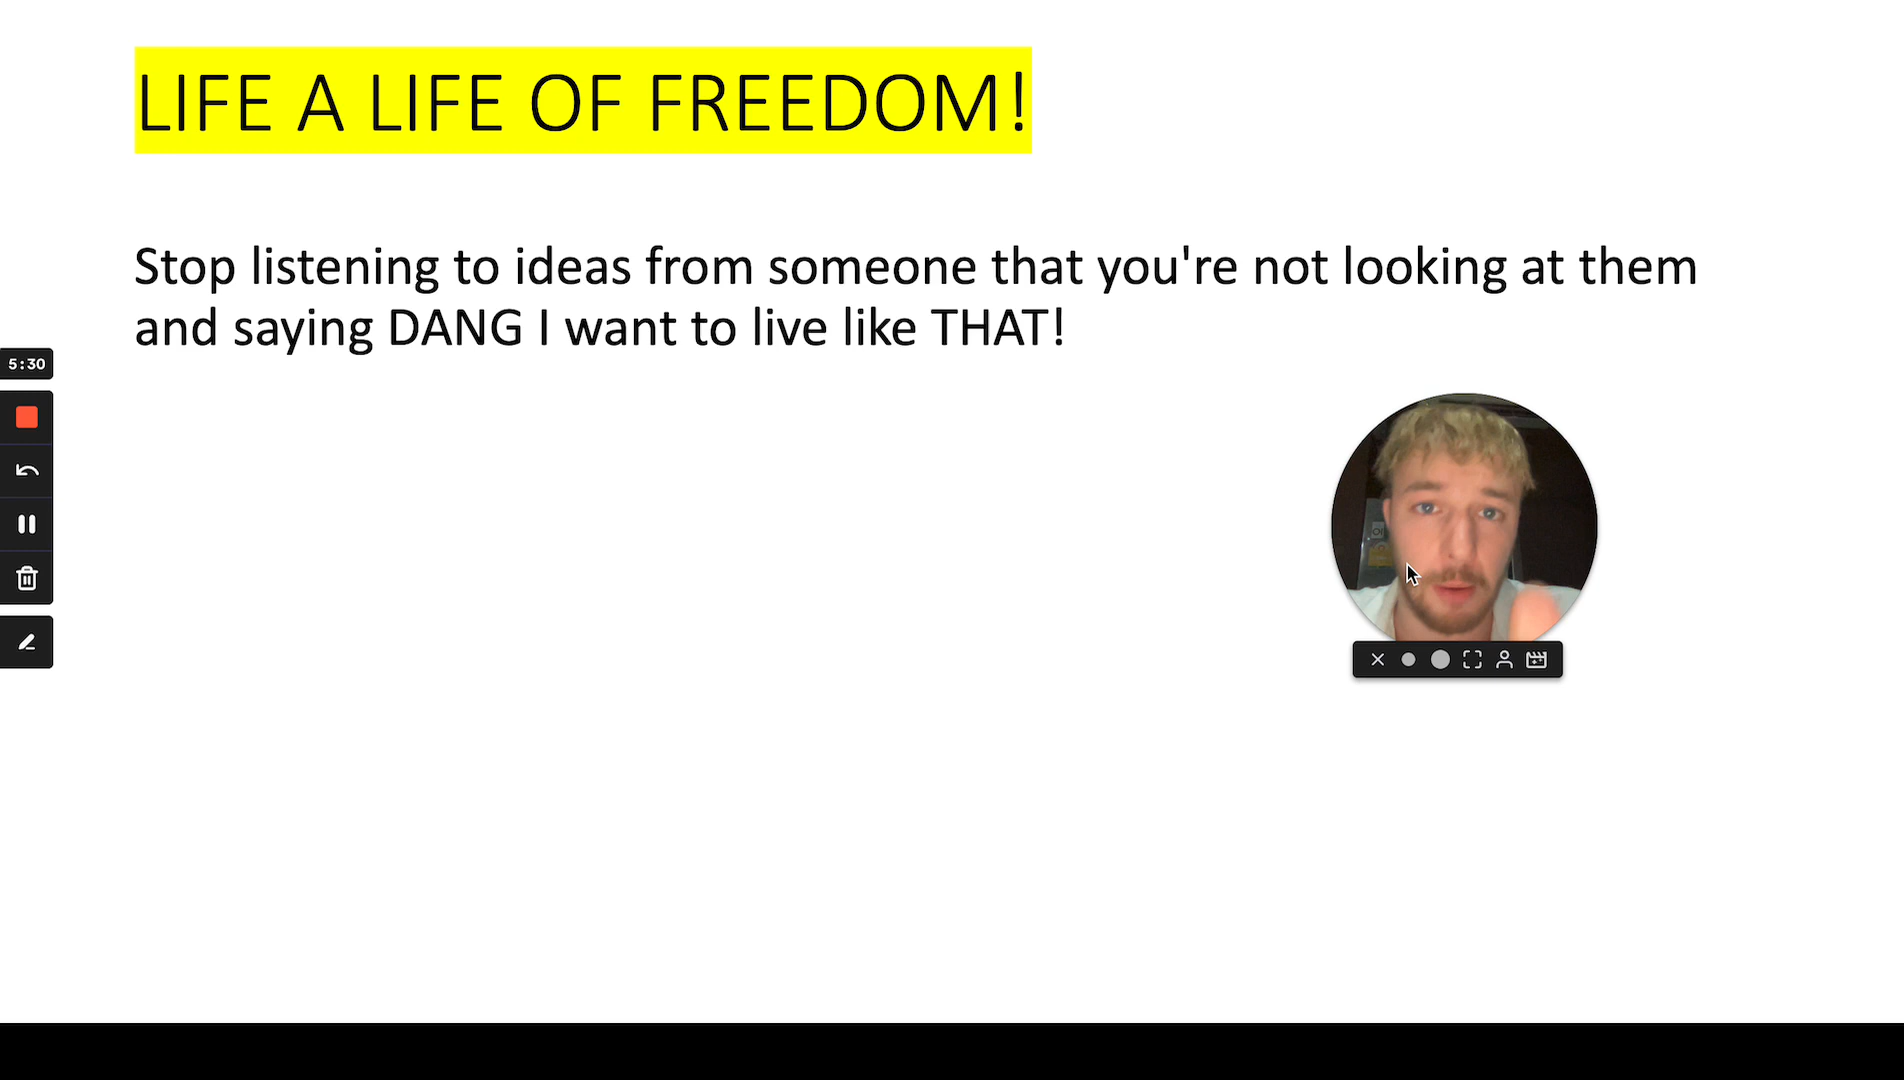 LIFE A LIFE OF FREEDOM!
Stop listening to ideas from someone that you're not looking at them
and saying DANG I want to live like THAT!
5:30